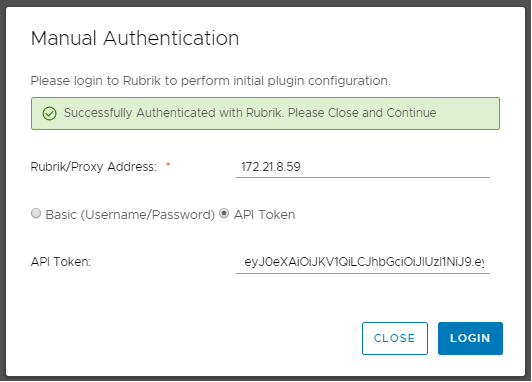 Manual Authentication
Please login to Rubrik to perform initial plugin configuration.
Successfully Authenticated with Rubrik. Please Close and Continue
Rubrik/Proxy Address: * 172.21.8.59
Basic (Username/Password) API Token
API Token: eyJ0eXAiOiJKV1QiLCJhbGciOiJIUzI1NiJ9.ey
CLOSE LOGIN